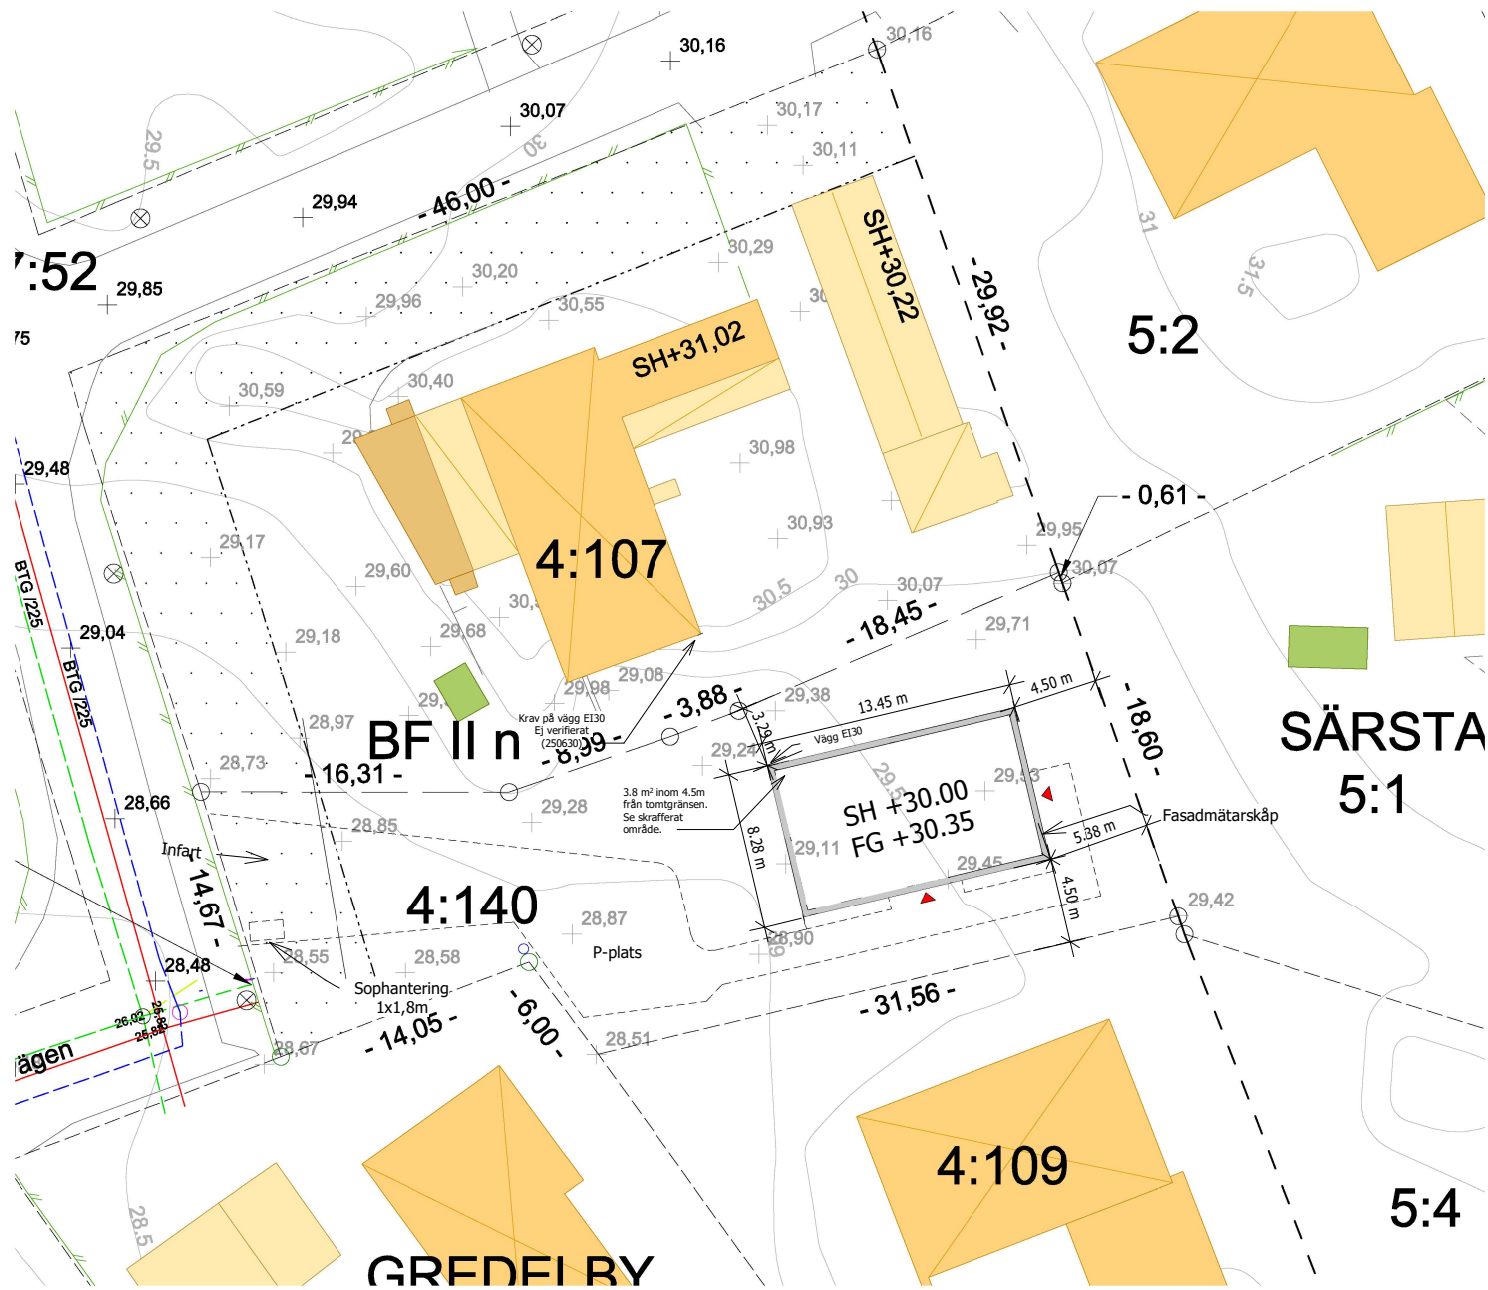 30,16
30,16
30,07
30,17
30,11
29.5
30
29,94
- 46,00 -
7:52
29,85
30,29
30,20
29,96
30,55
SH+30,22
- 29,92 -
31
31.5
5:2
SH+31,02
30,59
30,40
29,48
30,98
- 0,61 -
30,93
29,95
30,07
29,17
29,60
4:107
30.5
30
30,07
BTG /225
29,04
29,18
29,68
- 18,45 -
29,71
BTG /225
29,98
29,08
- 3,88 -
29,38
4.50 m
13.45 m
3.29 m
Vägg EI30
28,97
BF II n
Krav på vägg EI30
Ej verifierat
(250630)
- 8,99 -
29,24
- 18,60 -
SÄRSTA
5:1
28,73
- 16,31 -
28,66
29,28
28,85
3.8 m² inom 4.5m
från tomtgränsen.
Se skrafferat
område.
29.5
29,53
SH +30.00
FG +30.35
Fasadmätarskåp
5.38 m
8.28 m
29,11
29,45
4.50 m
Infart
- 14,67 -
4:140
28,87
28,90
29
29,42
P-plats
28,48
28,55
28,58
Sophantering
1x1,8m
- 31,56 -
26,02
- 14,05 -
- 6,00 -
28,51
28,67
ägen
4:109
5:4
28.5
GREDELBY